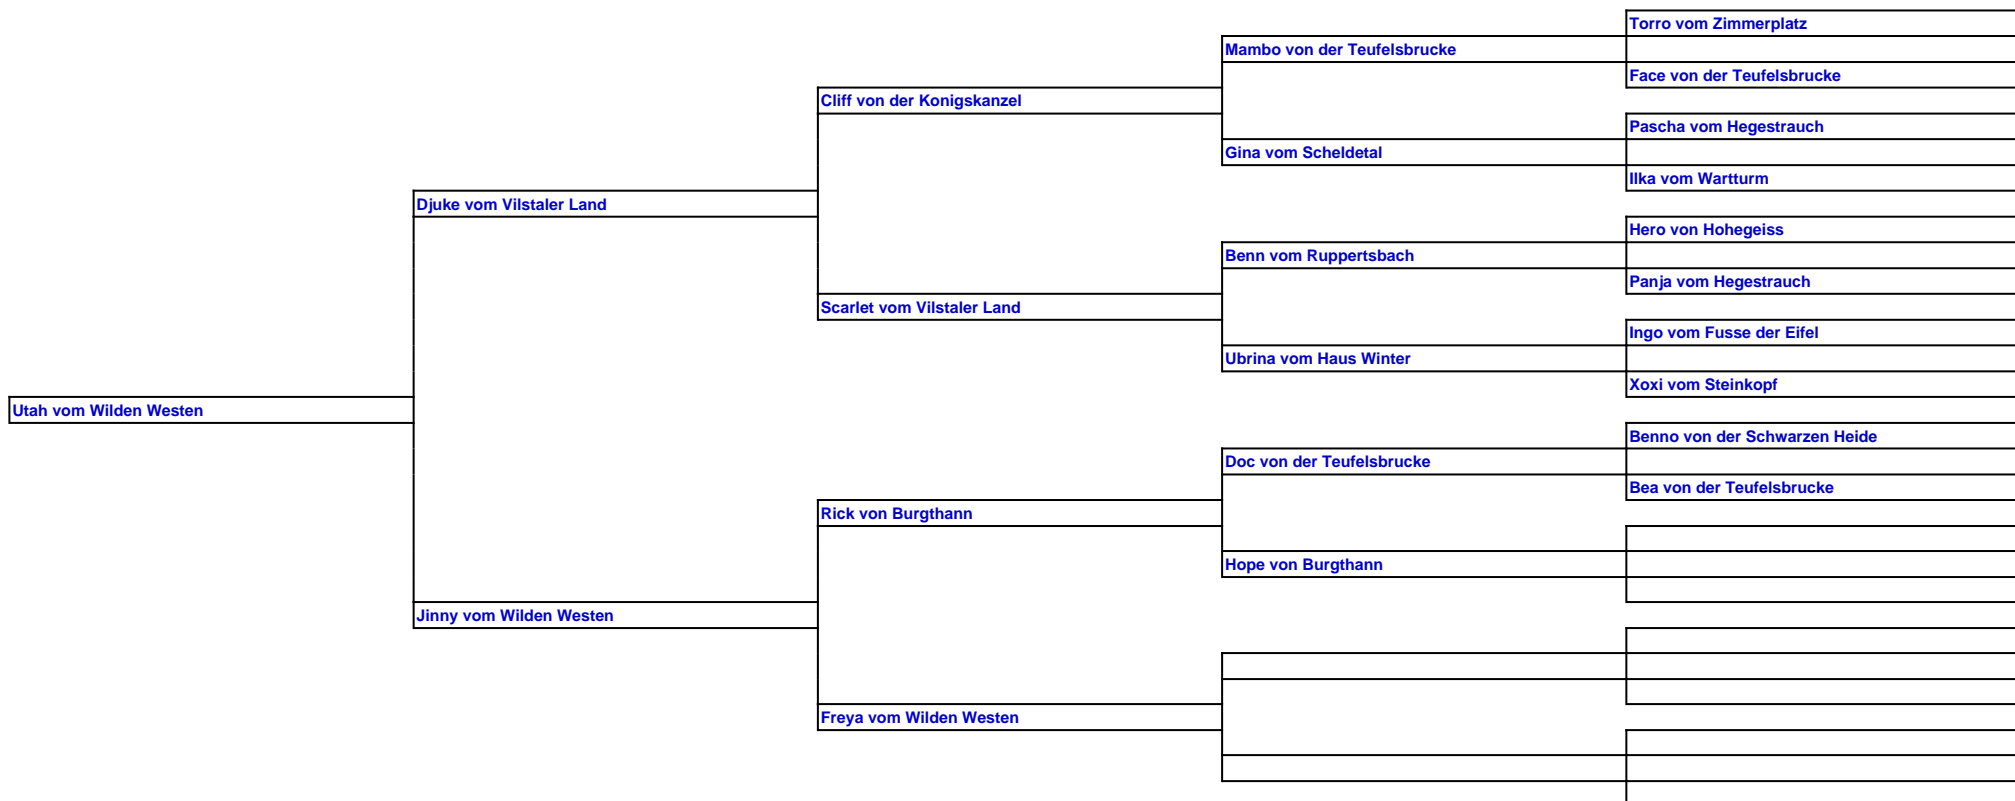 Torro vom Zimmerplatz
Mambo von der Teufelsbrucke
Face von der Teufelsbrucke
Cliff von der Konigskanzel
Pascha vom Hegestrauch
Gina vom Scheldetal
Ilka vom Wartturm
Djuke vom Vilstaler Land
Hero von Hohegeiss
Benn vom Ruppertsbach
Panja vom Hegestrauch
Scarlet vom Vilstaler Land
Ingo vom Fusse der Eifel
Ubrina vom Haus Winter
Xoxi vom Steinkopf
Utah vom Wilden Westen
Benno von der Schwarzen Heide
Doc von der Teufelsbrucke
Bea von der Teufelsbrucke
Rick von Burgthann
Hope von Burgthann
Jinny vom Wilden Westen
Freya vom Wilden Westen